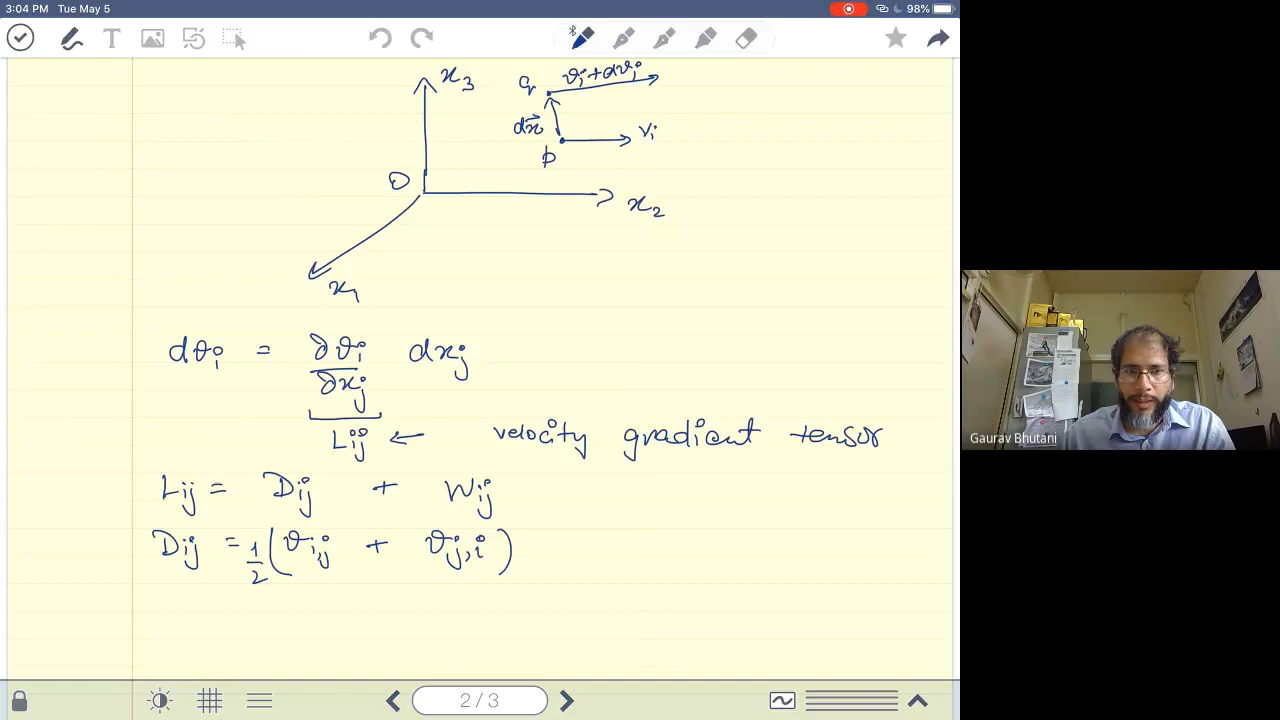 3:04 PM Tue May 5
98%
x₃
q vᵢ + dvᵢ
dx⃗
vᵢ
p
O
x₂
x₁
dvᵢ = ∂vᵢ/∂xⱼ dxⱼ
Lij ← velocity gradient tensor
Lij = Dij + Wij
Dij = 1/2 (vi,j + vj,i)
Gaurav Bhutani
2 / 3